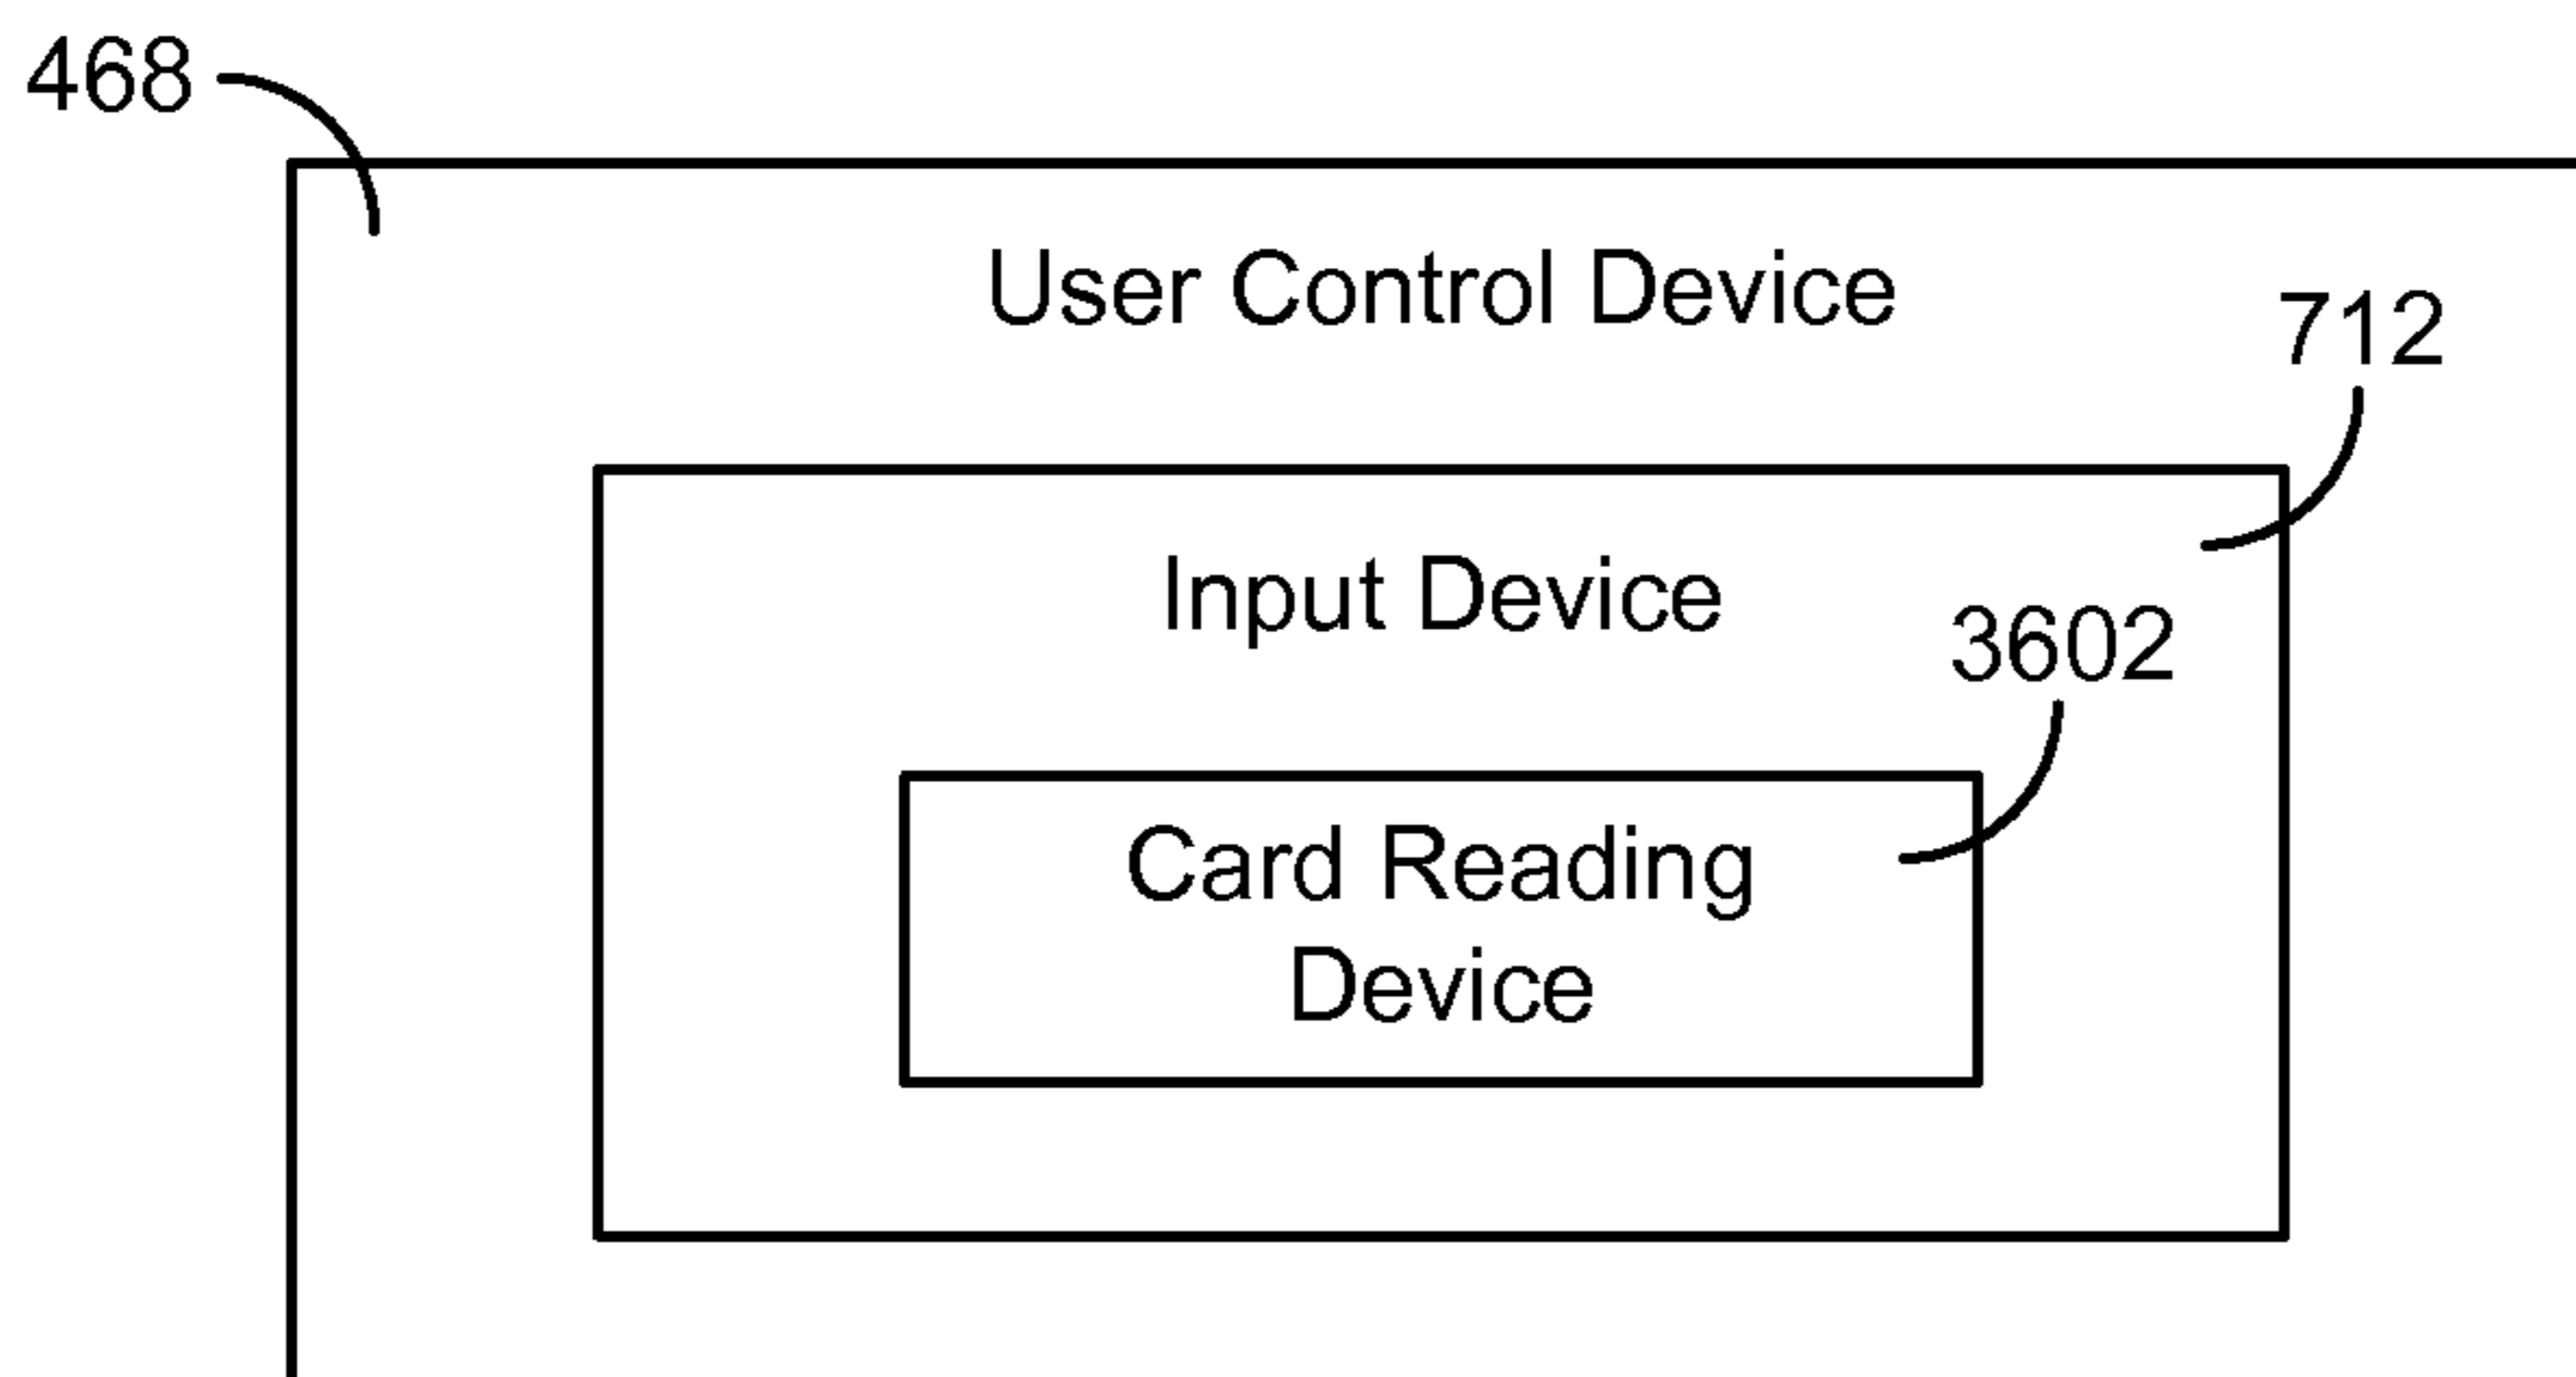 468
User Control Device
712
Input Device
3602
Card Reading
Device